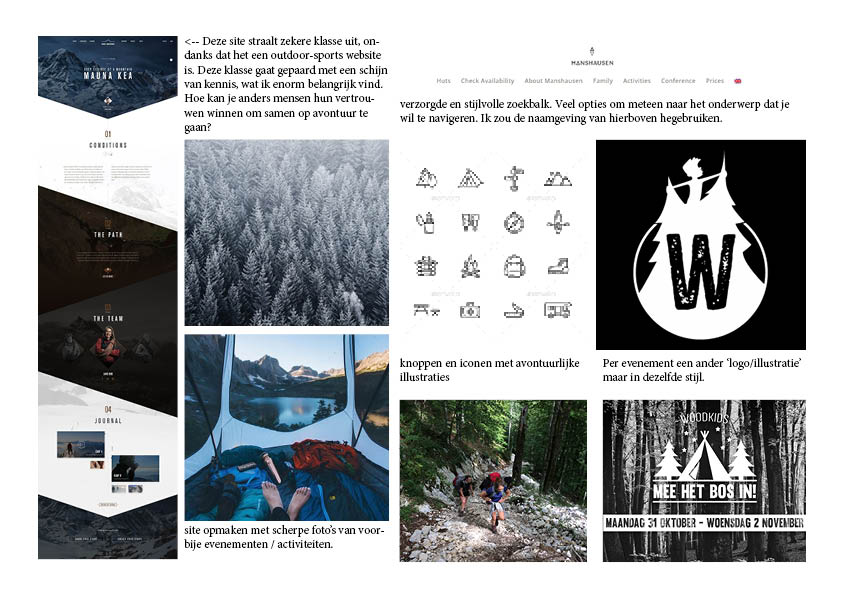 MAUNA KEA
01
CONDITIONS
02
THE PATH
03
THE TEAM
04
JOURNAL
<-- Deze site straalt zekere klasse uit, on-
danks dat het een outdoor-sports website
is. Deze klasse gaat gepaard met een schijn
van kennis, wat ik enorm belangrijk vind.
Hoe kan je anders mensen hun vertrou-
wen winnen om samen op avontuur te
gaan?
site opmaken met scherpe foto's van voor-
bije evenementen / activiteiten.
MANSHAUSEN
Huts Check Availability About Manshausen Family Activities Conference Prices
verzorgde en stijlvolle zoekbalk. Veel opties om meteen naar het onderwerp dat je
wil te navigeren. Ik zou de naamgeving van hierboven hegebruiken.
W
knoppen en iconen met avontuurlijke
illustraties
Per evenement een ander ‘logo/illustratie’
maar in dezelfde stijl.
WOODKIDS
MEE HET BOS IN!
MAANDAG 31 OKTOBER - WOENSDAG 2 NOVEMBER